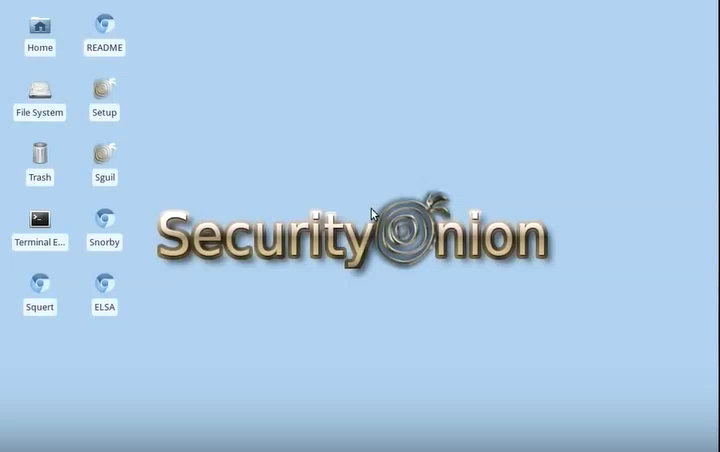 Home
README
File System
Setup
Trash
Sguil
Terminal E...
Snorby
Squert
ELSA
SecurityOnion